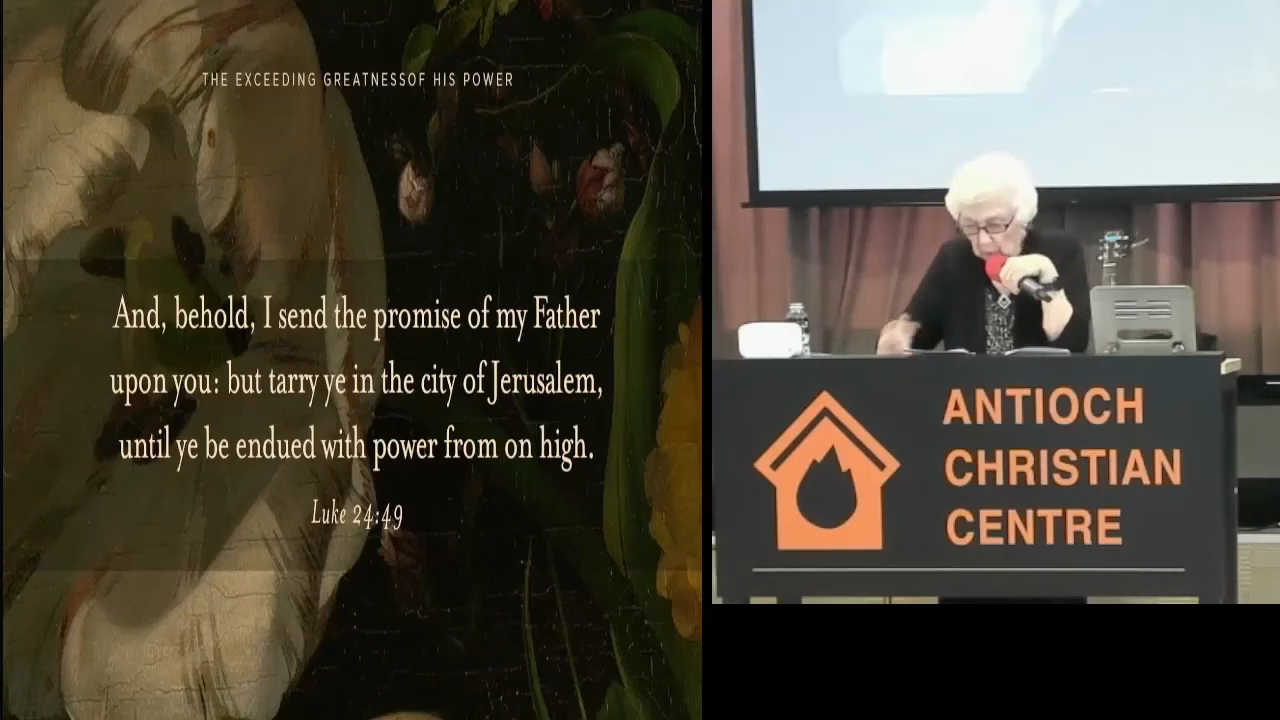 THE EXCEEDING GREATNESSOF HIS POWER
And, behold, I send the promise of my Father
upon you: but tarry ye in the city of Jerusalem,
until ye be endued with power from on high.
Luke 24:49
ANTIOCH
CHRISTIAN
CENTRE